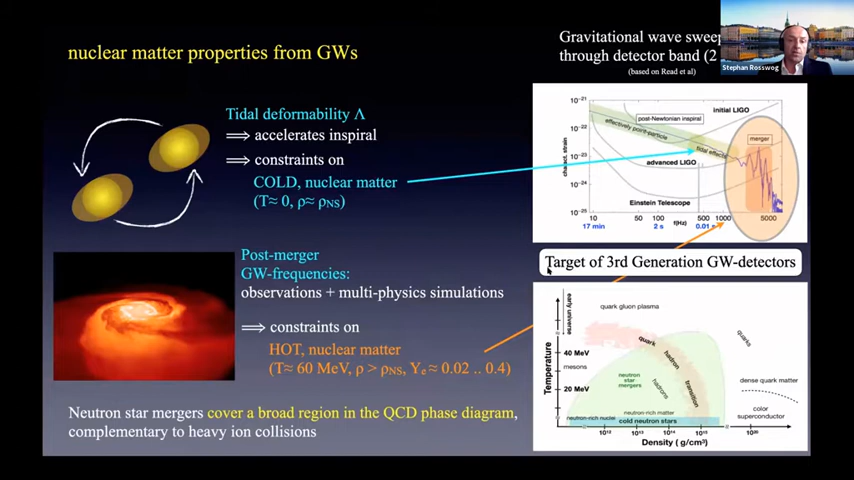 nuclear matter properties from GWs
Gravitational wave sweep
through detector band (2
(based on Read et al)
Stephan Rosswog
Tidal deformability Λ
⟹ accelerates inspiral
⟹ constraints on
COLD, nuclear matter
(T≈ 0, ρ≈ ρNS)
Post-merger
GW-frequencies:
observations + multi-physics simulations
⟹ constraints on
HOT, nuclear matter
(T≈ 60 MeV, ρ > ρNS, Ye ≈ 0.02 .. 0.4)
Neutron star mergers cover a broad region in the QCD phase diagram,
complementary to heavy ion collisions
10⁻²¹
10⁻²²
10⁻²³
10⁻²⁴
10⁻²⁵
charact. strain
initial LIGO
post-Newtonian inspiral
effectively point-particle
tidal effects
merger
advanced LIGO
Einstein Telescope
10 50 100 500 1000 5000
f(Hz)
17 min 2 s 0.01 s
Target of 3rd Generation GW-detectors
early universe
quark gluon plasma
quark hadron transition
quarks
Temperature
40 MeV
mesons
20 MeV
neutron
star
mergers
hadrons
dense quark matter
neutron-rich nuclei
neutron-rich matter
color
superconductor
cold neutron stars
10¹² 10¹³ 10¹⁴ 10¹⁵
Density ( g/cm³)